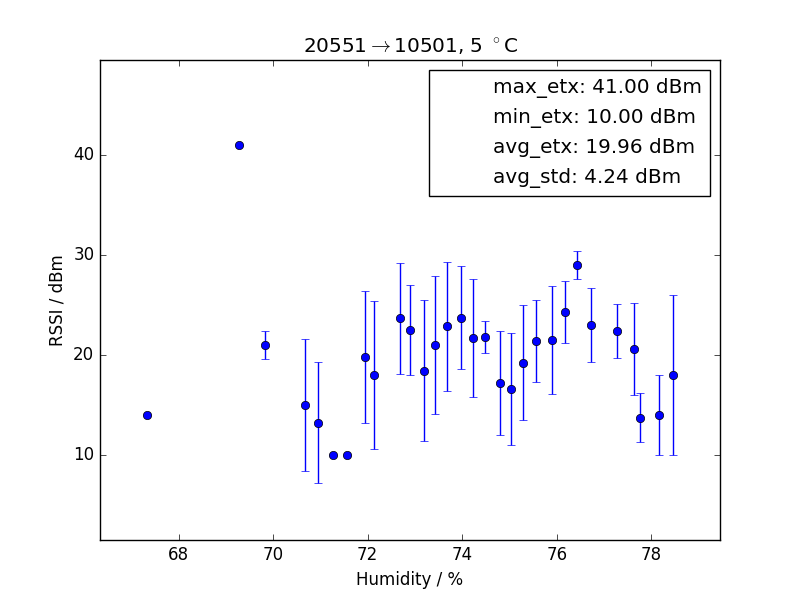 20551→10501, 5 °C
max_etx: 41.00 dBm
min_etx: 10.00 dBm
avg_etx: 19.96 dBm
avg_std: 4.24 dBm
40
30
20
10
RSSI / dBm
68 70 72 74 76 78
Humidity / %